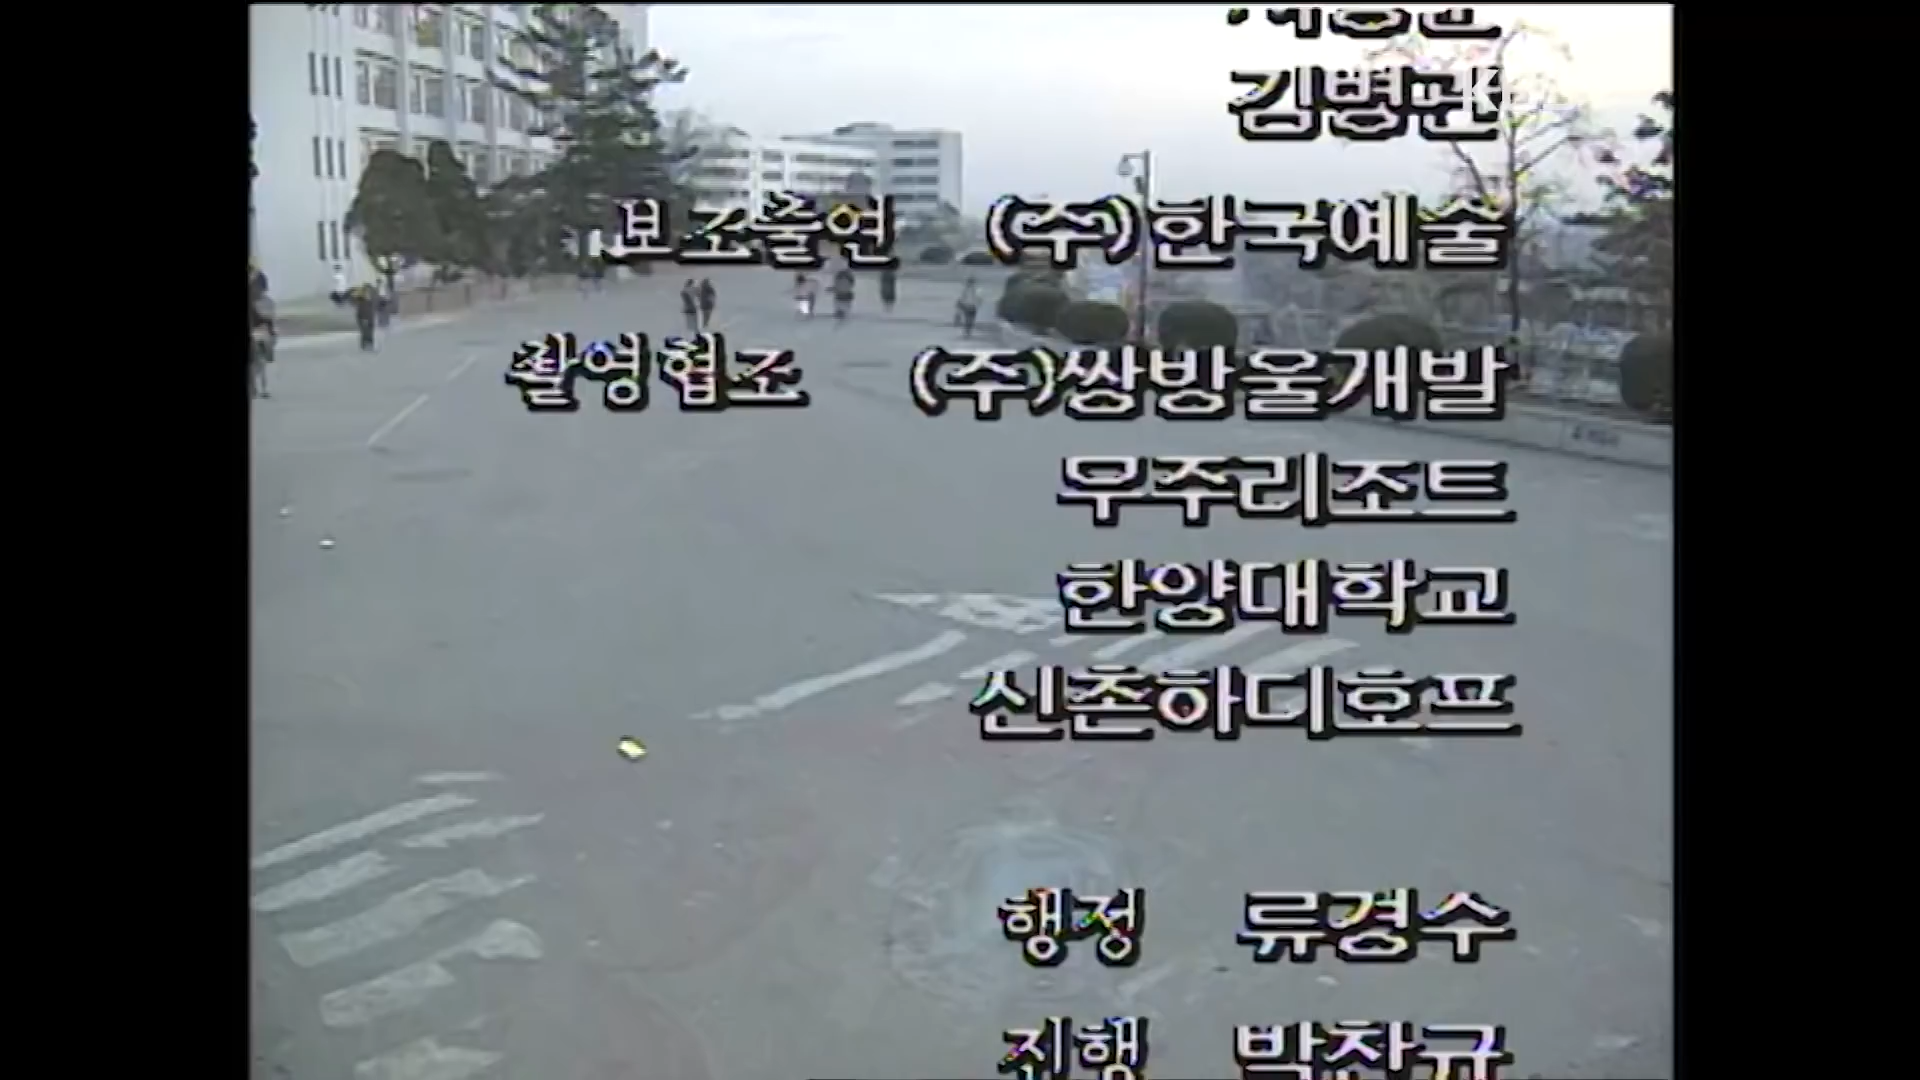 김병관
보조출연 (주)한국예술
촬영협조 (주)쌍방울개발
무주리조트
한양대학교
신촌하디호프
행정 류경수
진행 박찬규